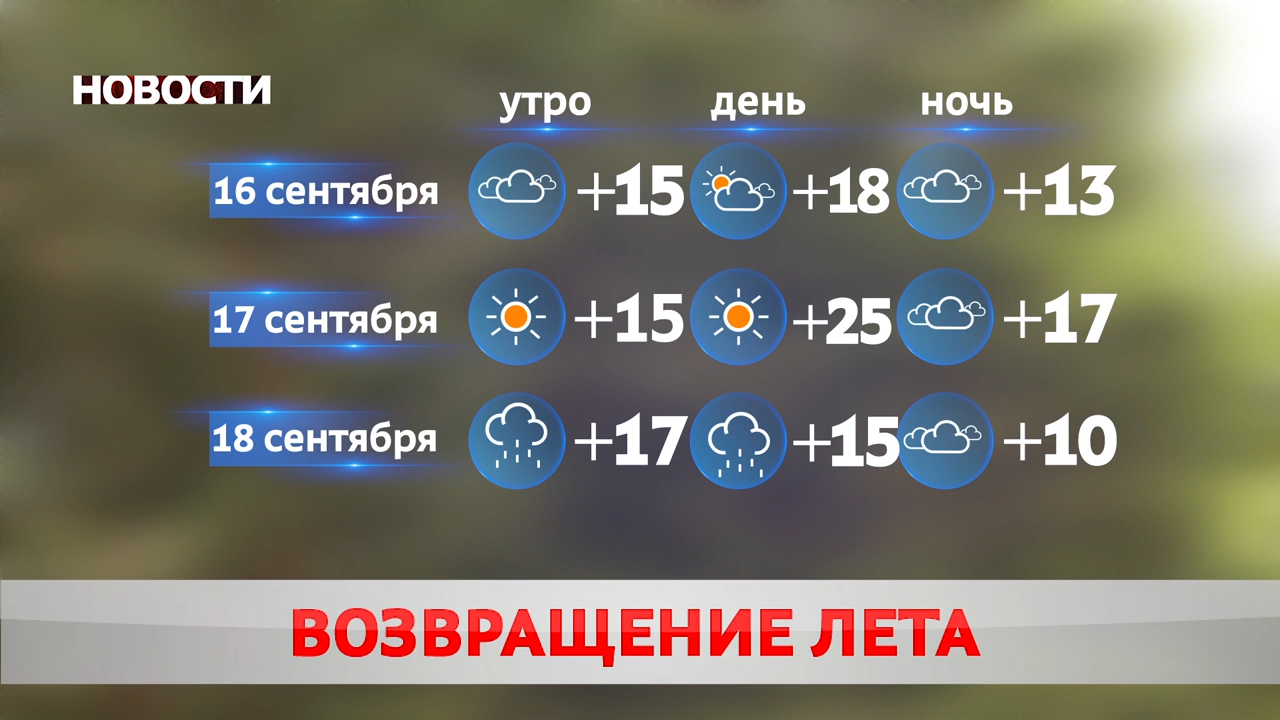 НОВОСТИ
утро день ночь
16 сентября +15 +18 +13
17 сентября +15 +25 +17
18 сентября +17 +15 +10
ВОЗВРАЩЕНИЕ ЛЕТА